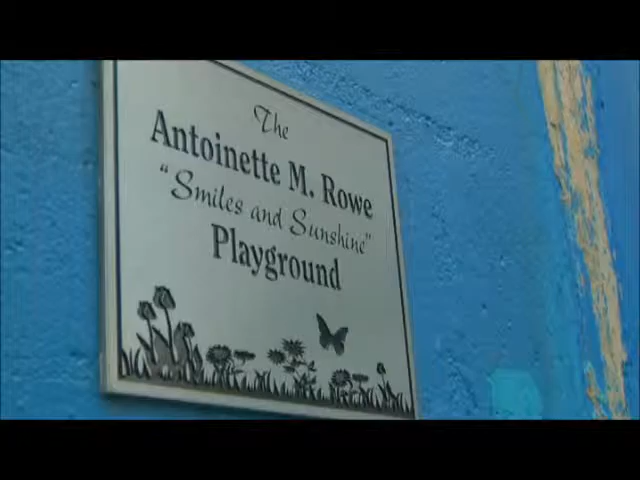 The
Antoinette M. Rowe
"Smiles and Sunshine"
Playground